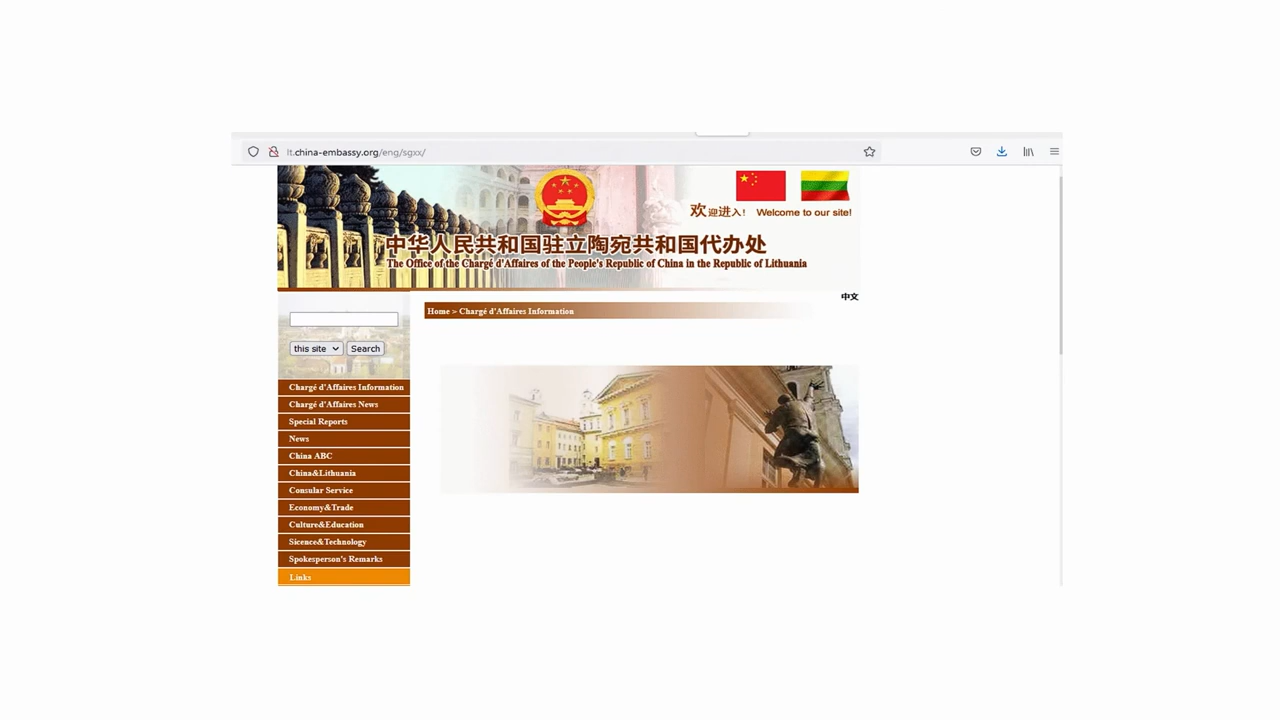 lt.china-embassy.org/eng/sgxx/
欢迎进入! Welcome to our site!
中华人民共和国驻立陶宛共和国代办处
The Office of the Chargé d'Affaires of the People's Republic of China in the Republic of Lithuania
中文
Home > Chargé d'Affaires Information
this site Search
Chargé d'Affaires Information
Chargé d'Affaires News
Special Reports
News
China ABC
China&Lithuania
Consular Service
Economy&Trade
Culture&Education
Sicence&Technology
Spokesperson's Remarks
Links